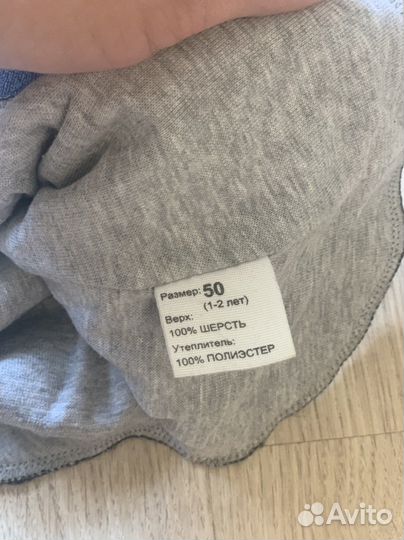 Размер: 50
(1-2 лет)
Верх:
100% ШЕРСТЬ
Утеплитель:
100% ПОЛИЭСТЕР
Avito